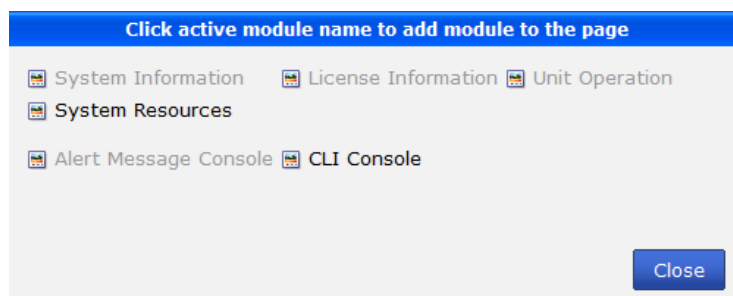 Click active module name to add module to the page
System Information License Information Unit Operation
System Resources
Alert Message Console CLI Console
Close